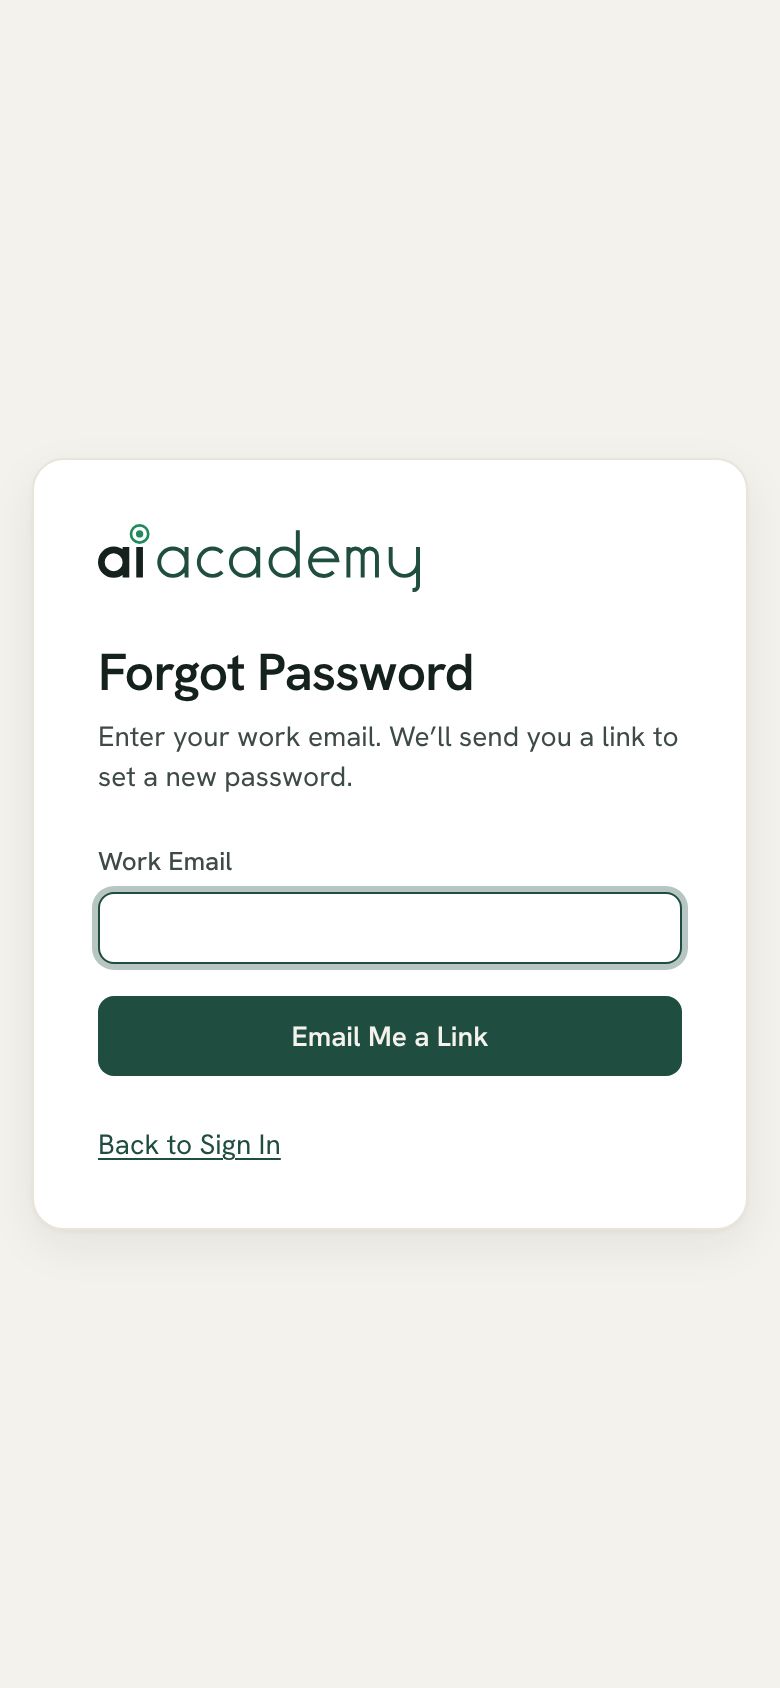 ai academy
Forgot Password
Enter your work email. We’ll send you a link to
set a new password.
Work Email
Email Me a Link
Back to Sign In